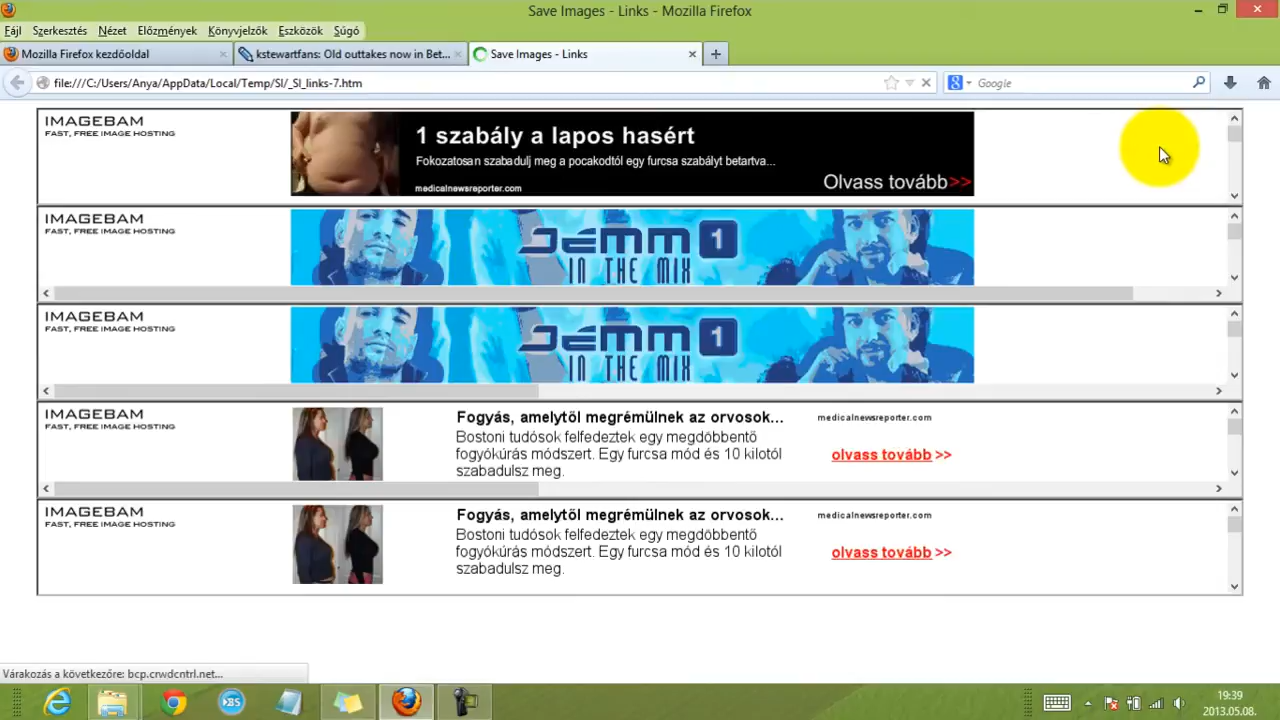 Save Images - Links - Mozilla Firefox
Fájl Szerkesztés Nézet Előzmények Könyvjelzők Eszközök Súgó
Mozilla Firefox kezdőoldal
kstewartfans: Old outtakes now in Bet...
Save Images - Links
file:///C:/Users/Anya/AppData/Local/Temp/SI/_SI_links-7.htm
Google
IMAGEBAM
FAST, FREE IMAGE HOSTING
1 szabály a lapos hasért
Fokozatosan szabadulj meg a pocakodtól egy furcsa szabályt betartva...
medicalnewsreporter.com
Olvass tovább>>
IMAGEBAM
FAST, FREE IMAGE HOSTING
JEMM 1
IN THE MIX
IMAGEBAM
FAST, FREE IMAGE HOSTING
JEMM 1
IN THE MIX
IMAGEBAM
FAST, FREE IMAGE HOSTING
Fogyás, amelytöl megrémülnek az orvosok...
Bostoni tudósok felfedeztek egy megdöbbentö
fogyókúrás módszert. Egy furcsa mód és 10 kilotól
szabadulsz meg.
medicalnewsreporter.com
olvass tovább >>
IMAGEBAM
FAST, FREE IMAGE HOSTING
Fogyás, amelytöl megrémülnek az orvosok...
Bostoni tudósok felfedeztek egy megdöbbentö
fogyókúrás módszert. Egy furcsa mód és 10 kilotól
szabadulsz meg.
medicalnewsreporter.com
olvass tovább >>
Várakozás a következőre: bcp.crwdcntrl.net...
19:39
2013.05.08.